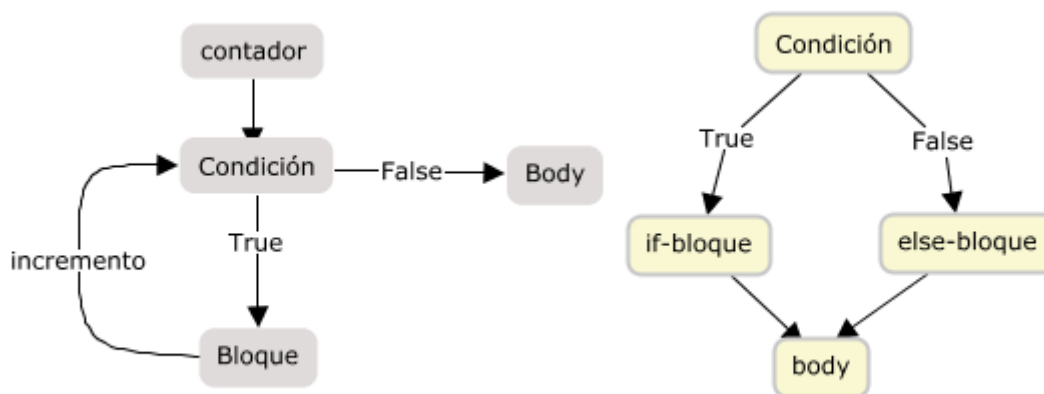 contador
Condición
False
Body
True
incremento
Bloque
Condición
True
False
if-bloque
else-bloque
body